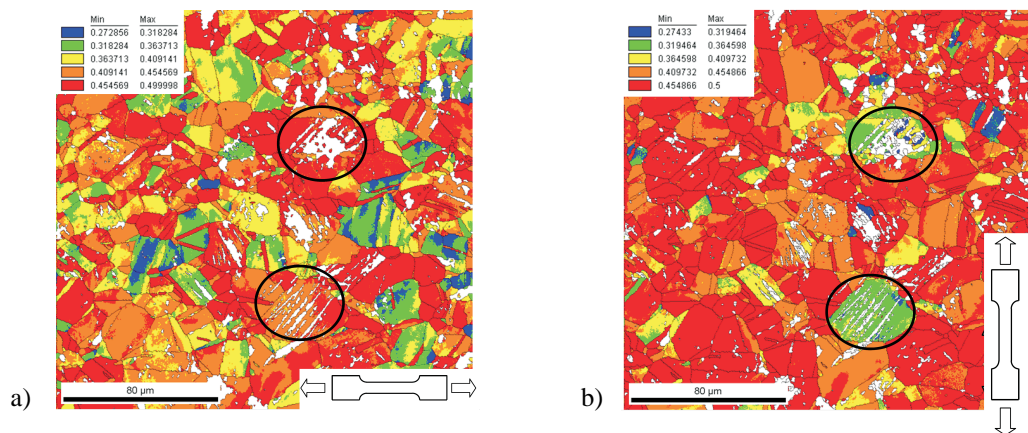 Min Max
0.272856 0.318284
0.318284 0.363713
0.363713 0.409141
0.409141 0.454569
0.454569 0.499998
80 µm
a)
Min Max
0.27433 0.319464
0.319464 0.364598
0.364598 0.409732
0.409732 0.454866
0.454866 0.5
80 µm
b)